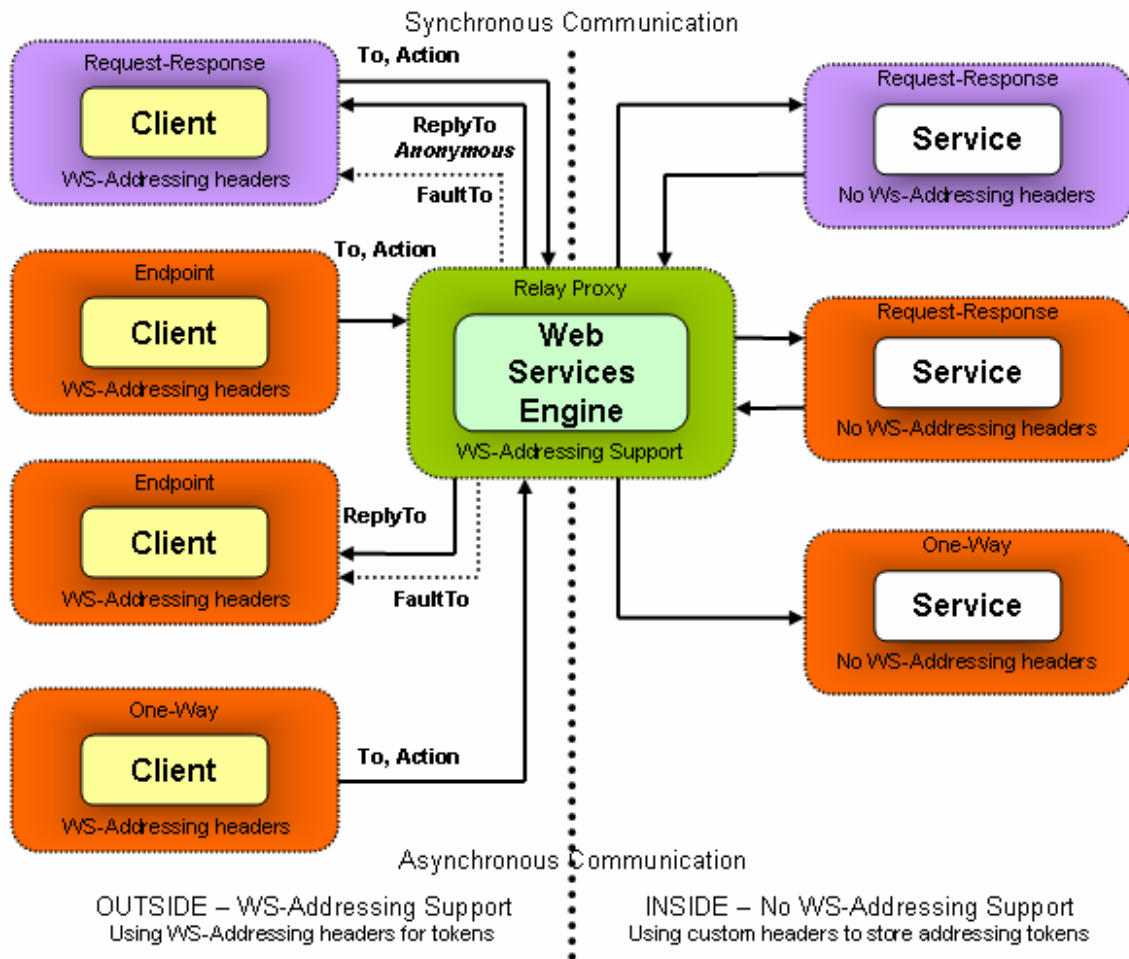 Synchronous Communication
Request-Response
Client
WS-Addressing headers
To, Action
ReplyTo
Anonymous
FaultTo
Request-Response
Service
No Ws-Addressing headers
To, Action
Endpoint
Client
WS-Addressing headers
Relay Proxy
Web
Services
Engine
WS-Addressing Support
Request-Response
Service
No WS-Addressing headers
Endpoint
Client
WS-Addressing headers
ReplyTo
FaultTo
One-Way
Service
No WS-Addressing headers
One-Way
Client
WS-Addressing headers
To, Action
Asynchronous Communication
OUTSIDE – WS-Addressing Support
Using WS-Addressing headers for tokens
INSIDE – No WS-Addressing Support
Using custom headers to store addressing tokens